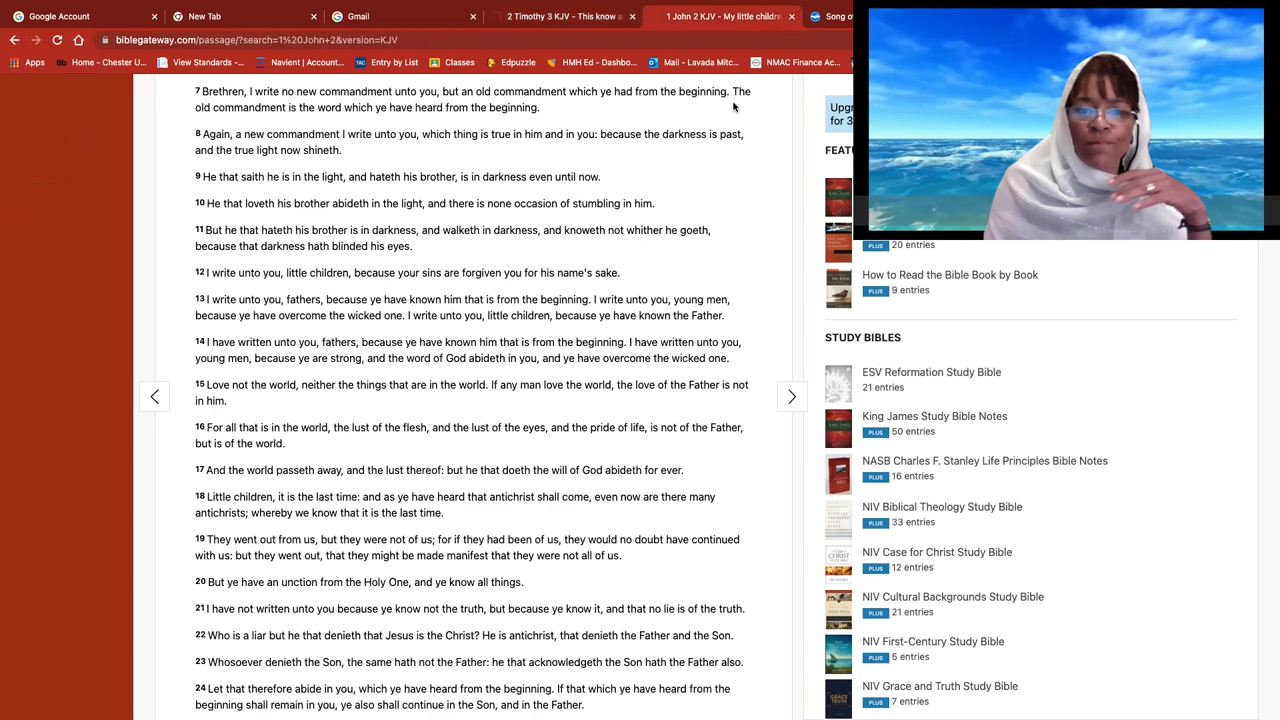 Google Account
New Tab
Gmail
2 Timothy 3 KJV - This know a
1 John 2 KJV - My little childre
Song of
biblegateway.com/passage/?search=1%20John+2&version=KJV
Apps
Home - Chester U...
View Standards -...
Navient | Account...
Entry by List
Classes
Edpuzzle
HMH Ed - Dashbo...
Mail - Lavada Mitc...
NMAC Finance Ac...
7 Brethren, I write no new commandment unto you, but an old commandment which ye had from the beginning. The
old commandment is the word which ye have heard from the beginning.
8 Again, a new commandment I write unto you, which thing is true in him and in you: because the darkness is past,
and the true light now shineth.
9 He that saith he is in the light, and hateth his brother, is in darkness even until now.
10 He that loveth his brother abideth in the light, and there is none occasion of stumbling in him.
11 But he that hateth his brother is in darkness, and walketh in darkness, and knoweth not whither he goeth,
because that darkness hath blinded his eyes.
12 I write unto you, little children, because your sins are forgiven you for his name's sake.
13 I write unto you, fathers, because ye have known him that is from the beginning. I write unto you, young men,
because ye have overcome the wicked one. I write unto you, little children, because ye have known the Father.
14 I have written unto you, fathers, because ye have known him that is from the beginning. I have written unto you,
young men, because ye are strong, and the word of God abideth in you, and ye have overcome the wicked one.
15 Love not the world, neither the things that are in the world. If any man love the world, the love of the Father is not
in him.
16 For all that is in the world, the lust of the flesh, and the lust of the eyes, and the pride of life, is not of the Father,
but is of the world.
17 And the world passeth away, and the lust thereof: but he that doeth the will of God abideth for ever.
18 Little children, it is the last time: and as ye have heard that antichrist shall come, even now are there many
antichrists; whereby we know that it is the last time.
19 They went out from us, but they were not of us; for if they had been of us, they would no doubt have continued
with us: but they went out, that they might be made manifest that they were not all of us.
20 But ye have an unction from the Holy One, and ye know all things.
21 I have not written unto you because ye know not the truth, but because ye know it, and that no lie is of the truth.
22 Who is a liar but he that denieth that Jesus is the Christ? He is antichrist, that denieth the Father and the Son.
23 Whosoever denieth the Son, the same hath not the Father: he that acknowledgeth the Son hath the Father also.
24 Let that therefore abide in you, which ye have heard from the beginning. If that which ye have heard from the
beginning shall remain in you, ye also shall continue in the Son, and in the Father.
Upgr
for 3
FEATU
PLUS 20 entries
How to Read the Bible Book by Book
PLUS 9 entries
STUDY BIBLES
ESV Reformation Study Bible
21 entries
King James Study Bible Notes
PLUS 50 entries
NASB Charles F. Stanley Life Principles Bible Notes
PLUS 16 entries
NIV Biblical Theology Study Bible
PLUS 33 entries
NIV Case for Christ Study Bible
PLUS 12 entries
NIV Cultural Backgrounds Study Bible
PLUS 21 entries
NIV First-Century Study Bible
PLUS 5 entries
NIV Grace and Truth Study Bible
PLUS 7 entries